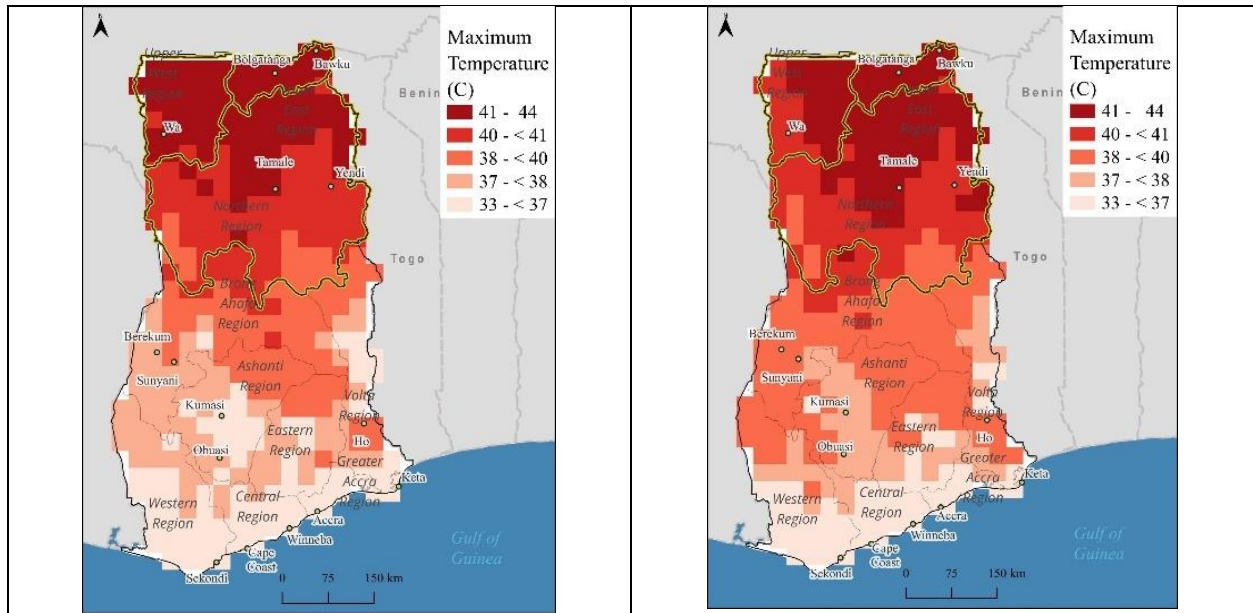 N
Maximum
Temperature
(C)
41 - 44
40 - < 41
38 - < 40
37 - < 38
33 - < 37
Upper
West
Region
Bolgatanga
Bawku
Benin
East
Region
Wa
Tamale
Yendi
Northern
Region
Togo
Brong
Ahafo
Region
Berekum
Sunyani
Ashanti
Region
Kumasi
Volta
Region
Ho
Eastern
Region
Obuasi
Greater
Accra
Region
Keta
Western
Region
Central
Region
Accra
Winneba
Cape
Coast
Sekondi
Gulf of
Guinea
0 75 150 km
N
Maximum
Temperature
(C)
41 - 44
40 - < 41
38 - < 40
37 - < 38
33 - < 37
Upper
West
Region
Bolgatanga
Bawku
Benin
East
Region
Wa
Tamale
Yendi
Northern
Region
Togo
Brong
Ahafo
Region
Berekum
Sunyani
Ashanti
Region
Kumasi
Volta
Region
Ho
Eastern
Region
Obuasi
Greater
Accra
Region
Keta
Western
Region
Central
Region
Accra
Winneba
Cape
Coast
Sekondi
Gulf of
Guinea
0 75 150 km